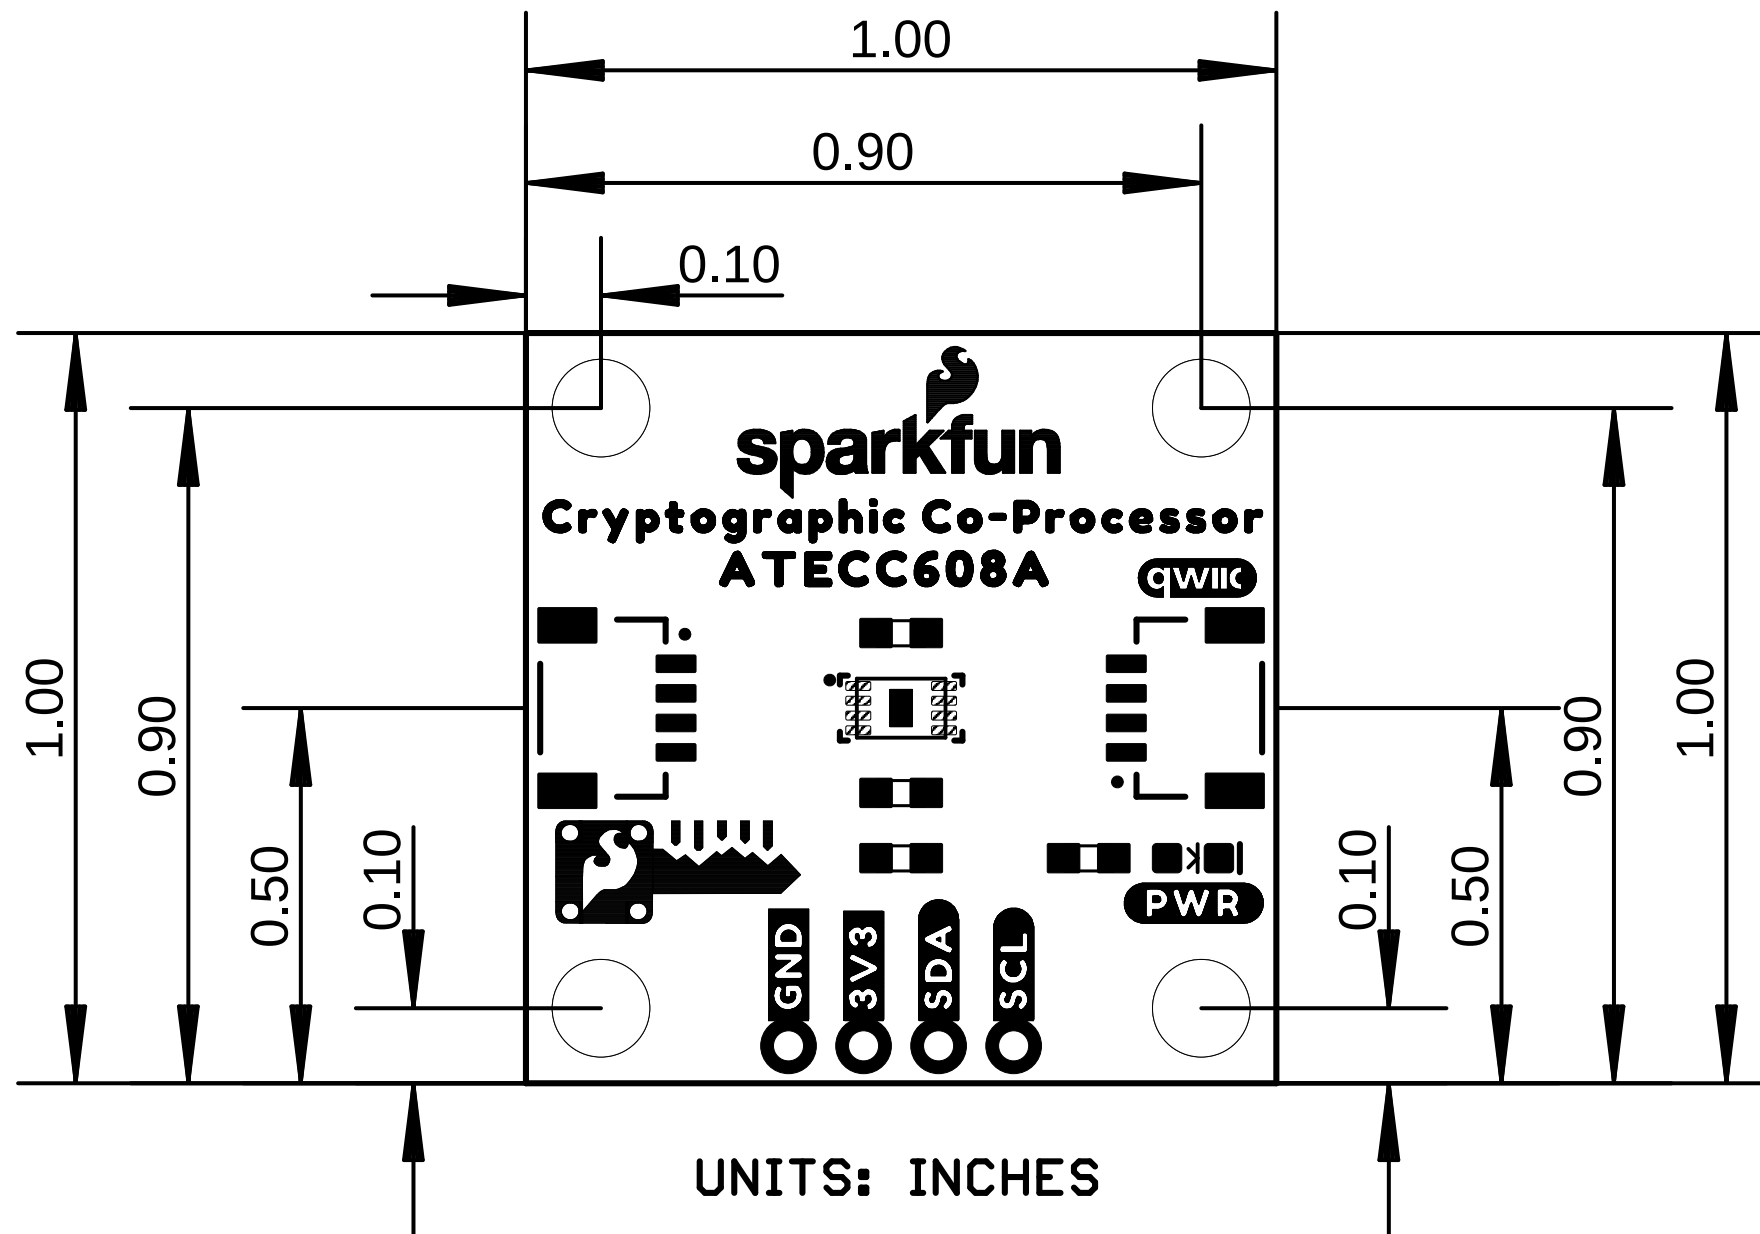 1.00
0.90
0.10
sparkfun
Cryptographic Co-Processor
ATECC608A
qwiic
1.00
0.90
0.50
0.10
0.10
0.50
0.90
1.00
PWR
GND
3V3
SDA
SCL
UNITS: INCHES